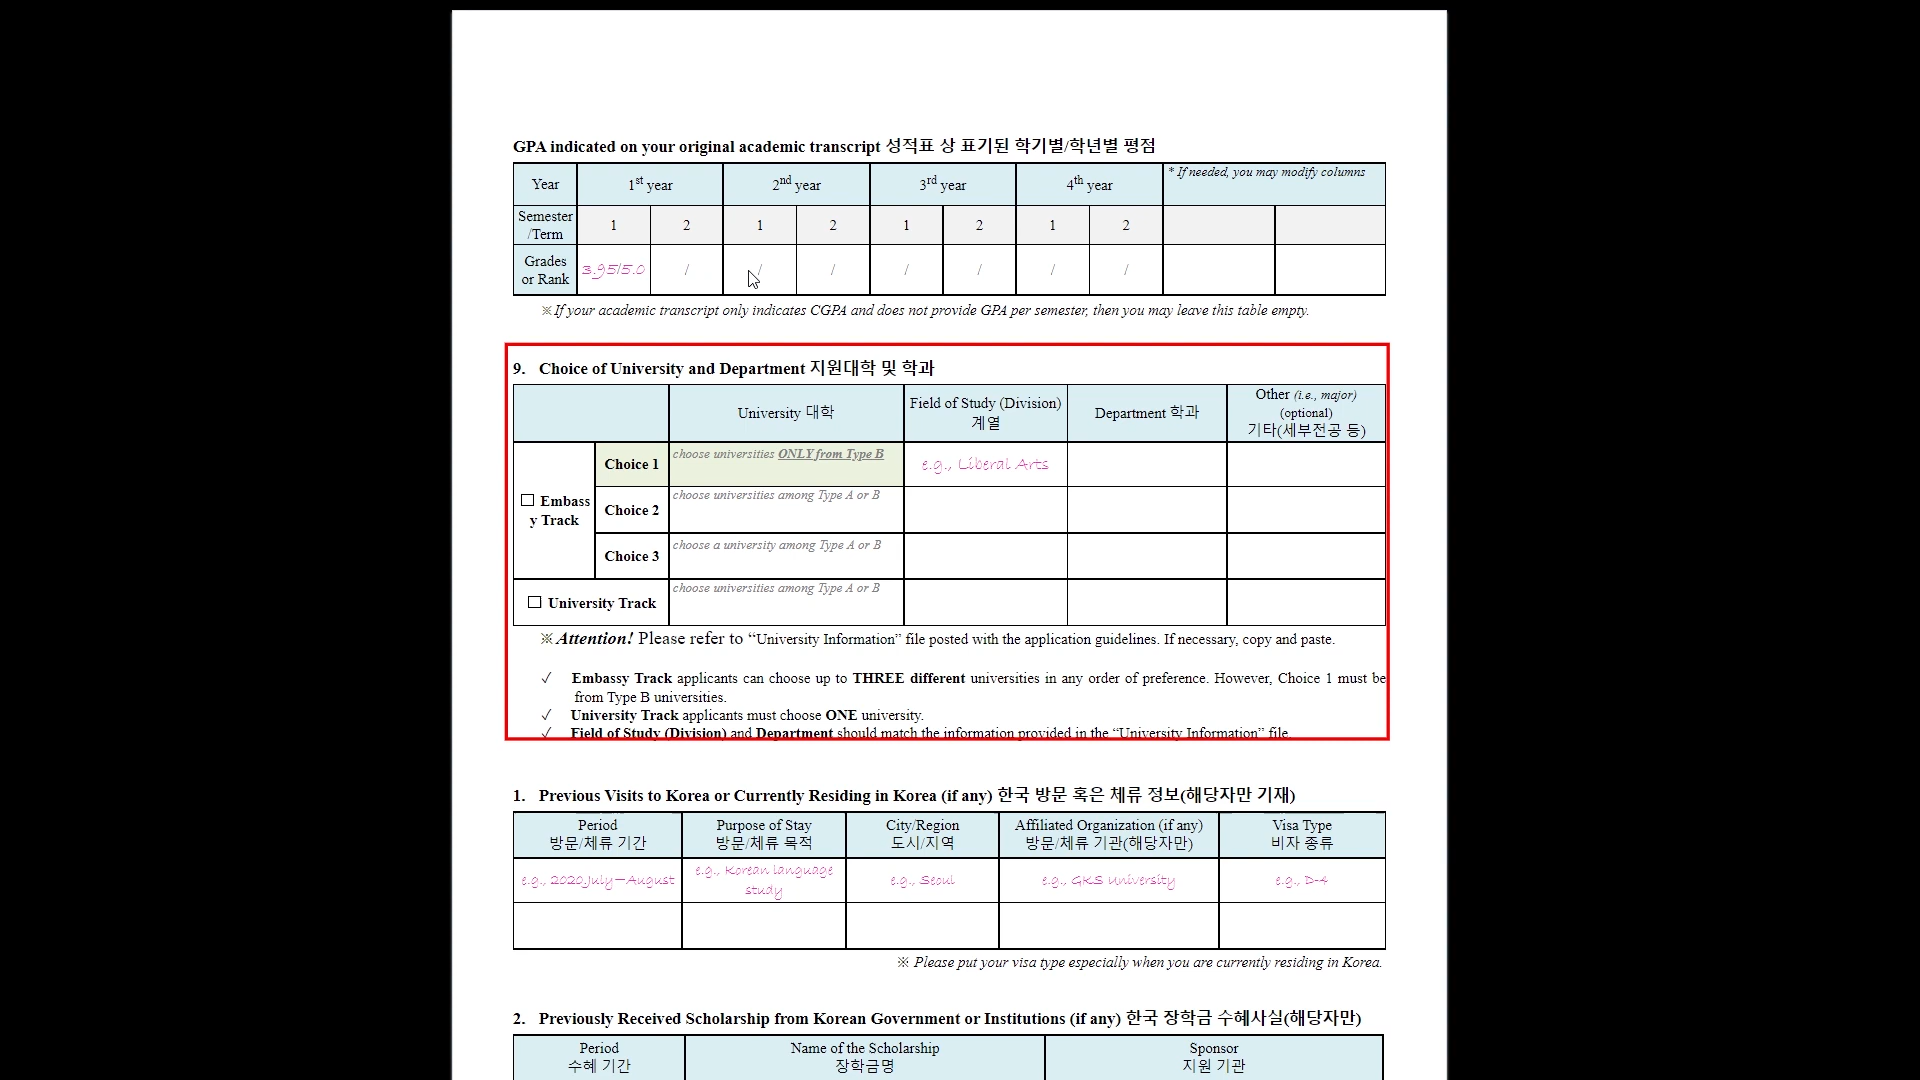 GPA indicated on your original academic transcript 성적표 상 표기된 학기별/학년별 평점
Year 1st year 2nd year 3rd year 4th year * If needed, you may modify columns
Semester
/Term 1 2 1 2 1 2 1 2
Grades
or Rank 3.95/5.0 / / / / / / /
※If your academic transcript only indicates CGPA and does not provide GPA per semester, then you may leave this table empty.
9. Choice of University and Department 지원대학 및 학과
University 대학
Field of Study (Division)
계열
Department 학과
Other (i.e., major)
(optional)
기타(세부전공 등)
☐ Embass
y Track
Choice 1 choose universities ONLY from Type B e.g., Liberal Arts
Choice 2 choose universities among Type A or B
Choice 3 choose a university among Type A or B
☐ University Track choose universities among Type A or B
※Attention! Please refer to “University Information” file posted with the application guidelines. If necessary, copy and paste.
✓ Embassy Track applicants can choose up to THREE different universities in any order of preference. However, Choice 1 must be
from Type B universities.
✓ University Track applicants must choose ONE university.
✓ Field of Study (Division) and Department should match the information provided in the “University Information” file.
1. Previous Visits to Korea or Currently Residing in Korea (if any) 한국 방문 혹은 체류 정보(해당자만 기재)
Period
방문/체류 기간
Purpose of Stay
방문/체류 목적
City/Region
도시/지역
Affiliated Organization (if any)
방문/체류 기관(해당자만)
Visa Type
비자 종류
e.g., 2020.July—August
e.g., Korean language
study
e.g., Seoul
e.g., GKS University
e.g., D-4
※ Please put your visa type especially when you are currently residing in Korea.
2. Previously Received Scholarship from Korean Government or Institutions (if any) 한국 장학금 수혜사실(해당자만)
Period
수혜 기간
Name of the Scholarship
장학금명
Sponsor
지원 기관